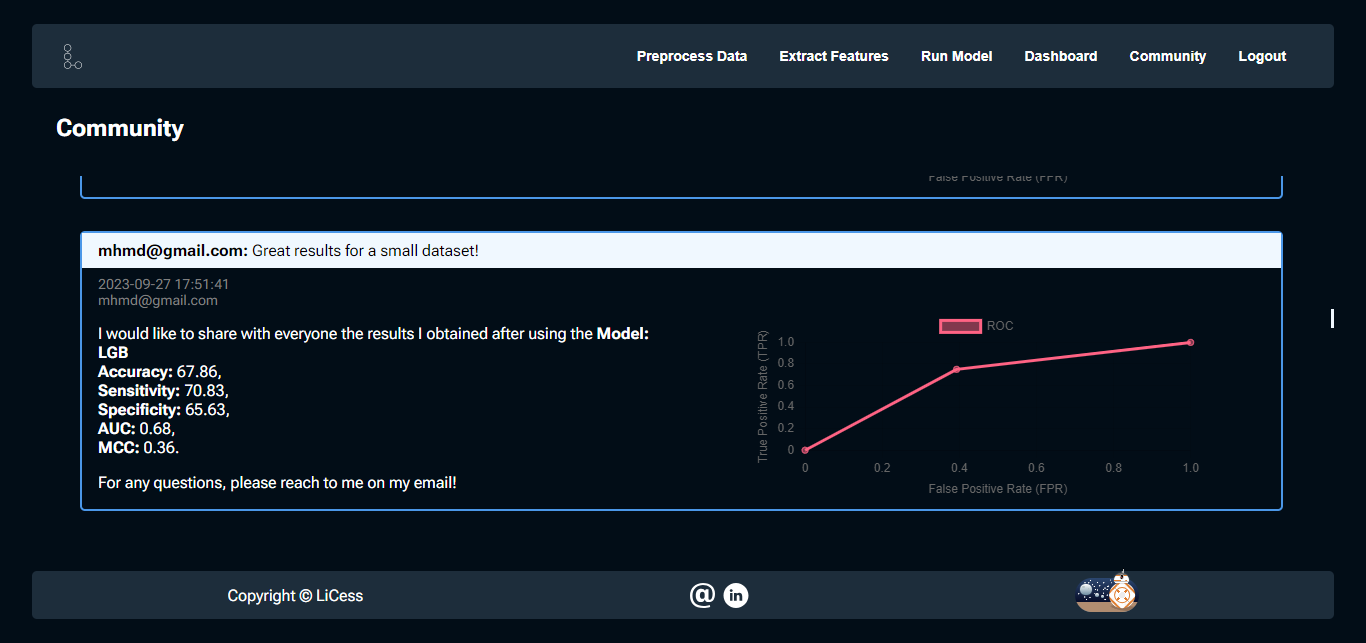 Preprocess Data Extract Features Run Model Dashboard Community Logout
Community
False Positive Rate (FPR)
mhmd@gmail.com: Great results for a small dataset!
2023-09-27 17:51:41
mhmd@gmail.com
I would like to share with everyone the results I obtained after using the Model:
LGB
Accuracy: 67.86,
Sensitivity: 70.83,
Specificity: 65.63,
AUC: 0.68,
MCC: 0.36.
For any questions, please reach to me on my email!
ROC
True Positive Rate (TPR)
1.0
0.8
0.6
0.4
0.2
0
0 0.2 0.4 0.6 0.8 1.0
False Positive Rate (FPR)
Copyright © LiCess
@ in